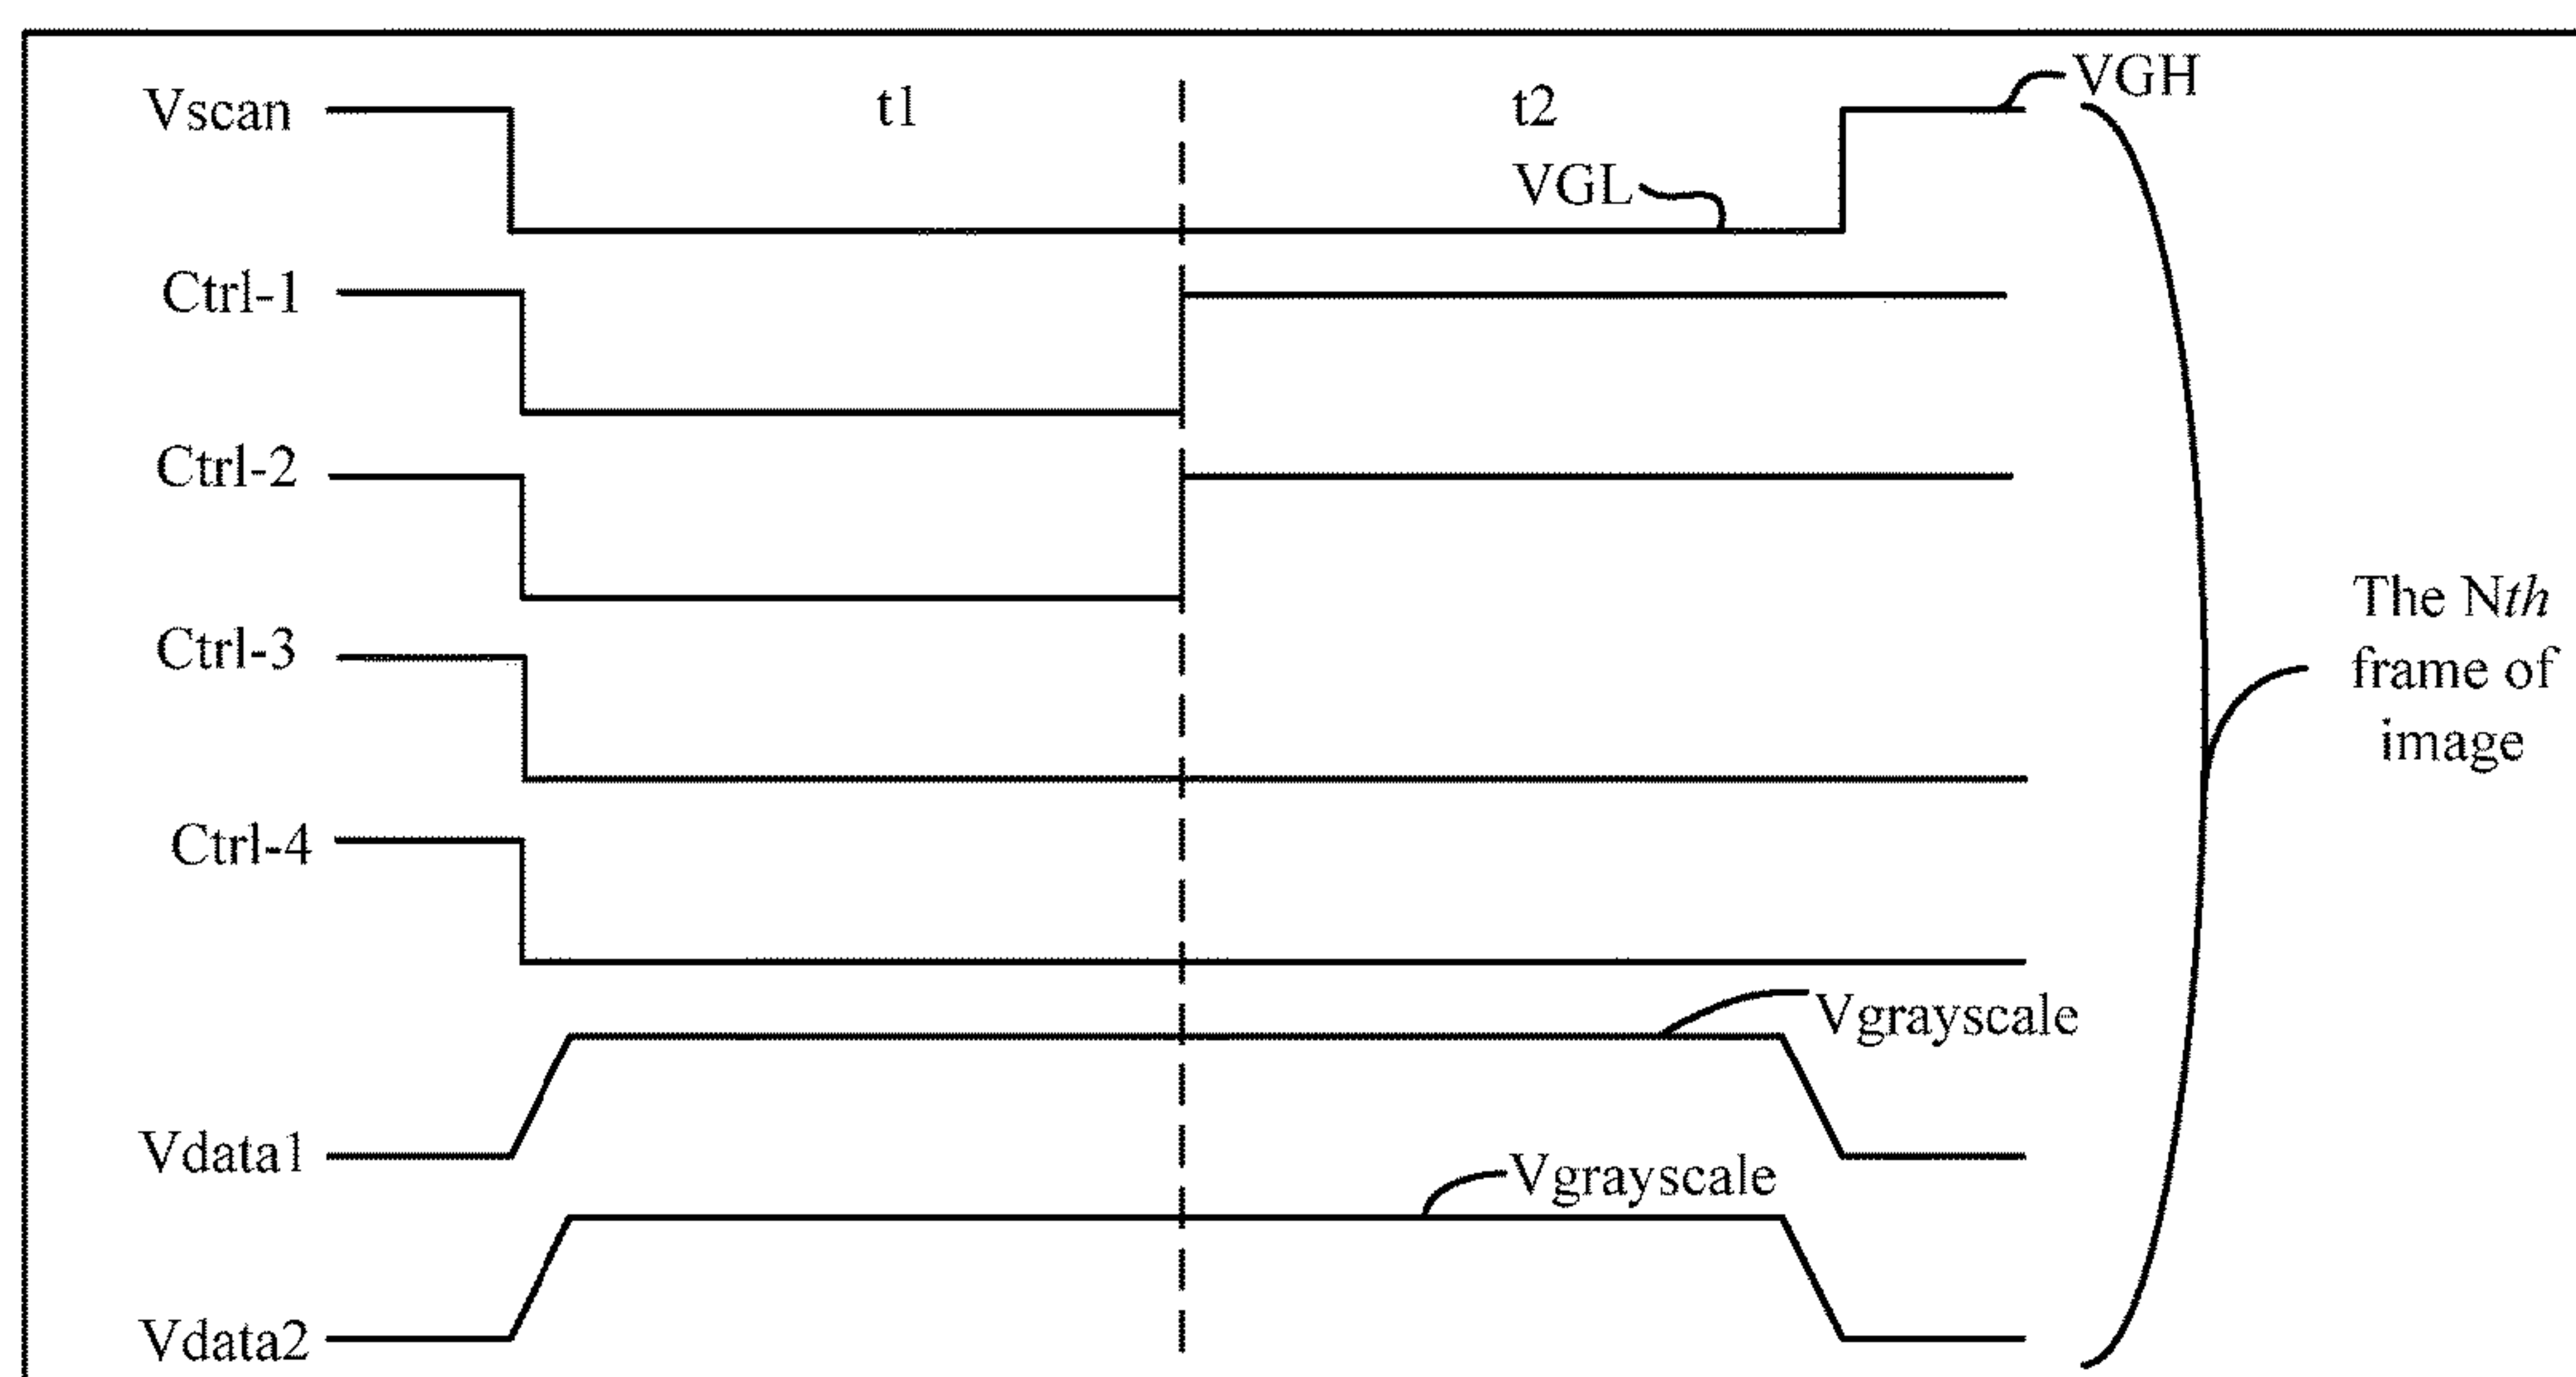 Vscan
t1
t2
VGH
VGL
Ctrl-1
Ctrl-2
Ctrl-3
Ctrl-4
The Nth
frame of
image
Vgrayscale
Vdata1
Vgrayscale
Vdata2